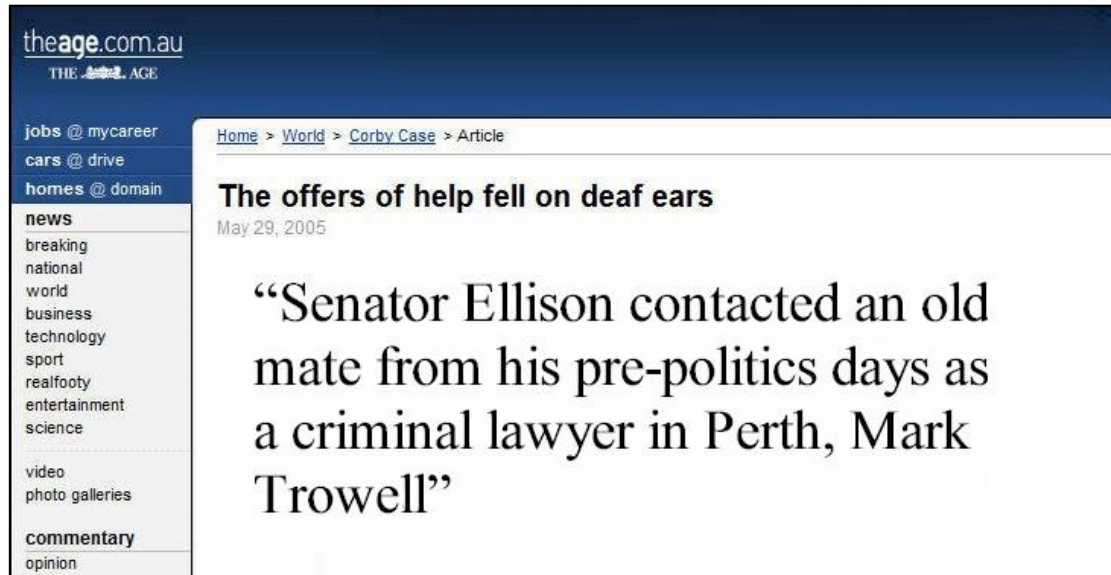 theage.com.au
THE AGE
jobs @ mycareer
cars @ drive
homes @ domain
news
breaking
national
world
business
technology
sport
realfooty
entertainment
science
video
photo galleries
commentary
opinion
Home > World > Corby Case > Article
The offers of help fell on deaf ears
May 29, 2005
“Senator Ellison contacted an old
mate from his pre-politics days as
a criminal lawyer in Perth, Mark
Trowell”